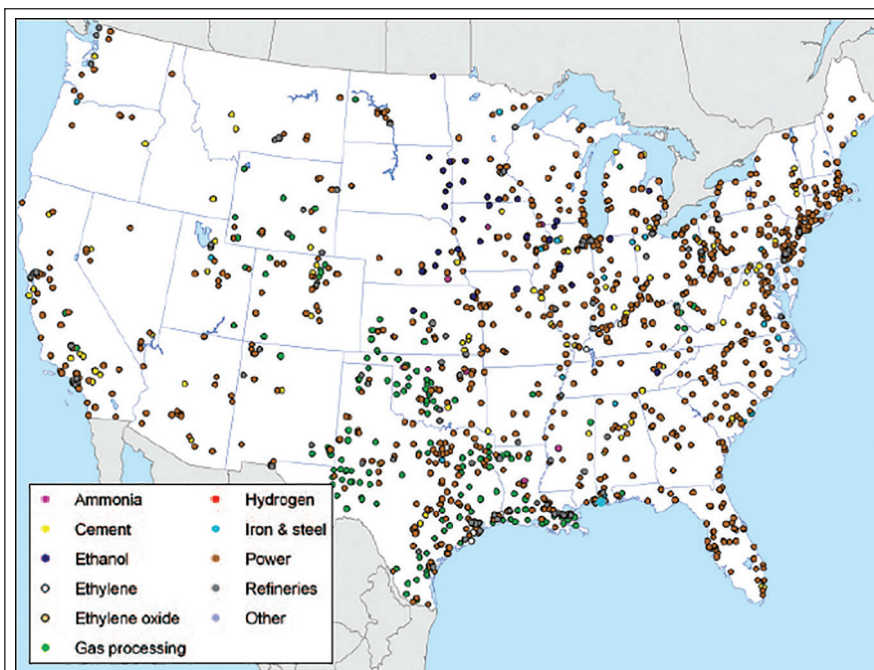 Ammonia
Cement
Ethanol
Ethylene
Ethylene oxide
Gas processing
Hydrogen
Iron & steel
Power
Refineries
Other